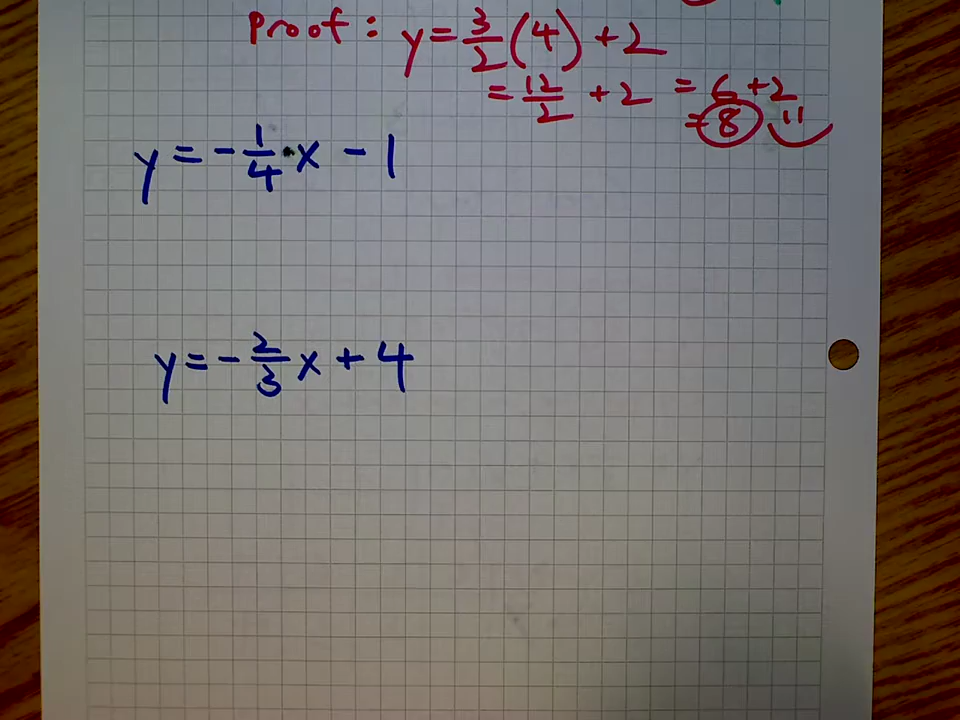 Proof: y = 3/2 (4) + 2
= 12/2 + 2 = 6 + 2
= 8
y = - 1/4 · x - 1
y = - 2/3 x + 4